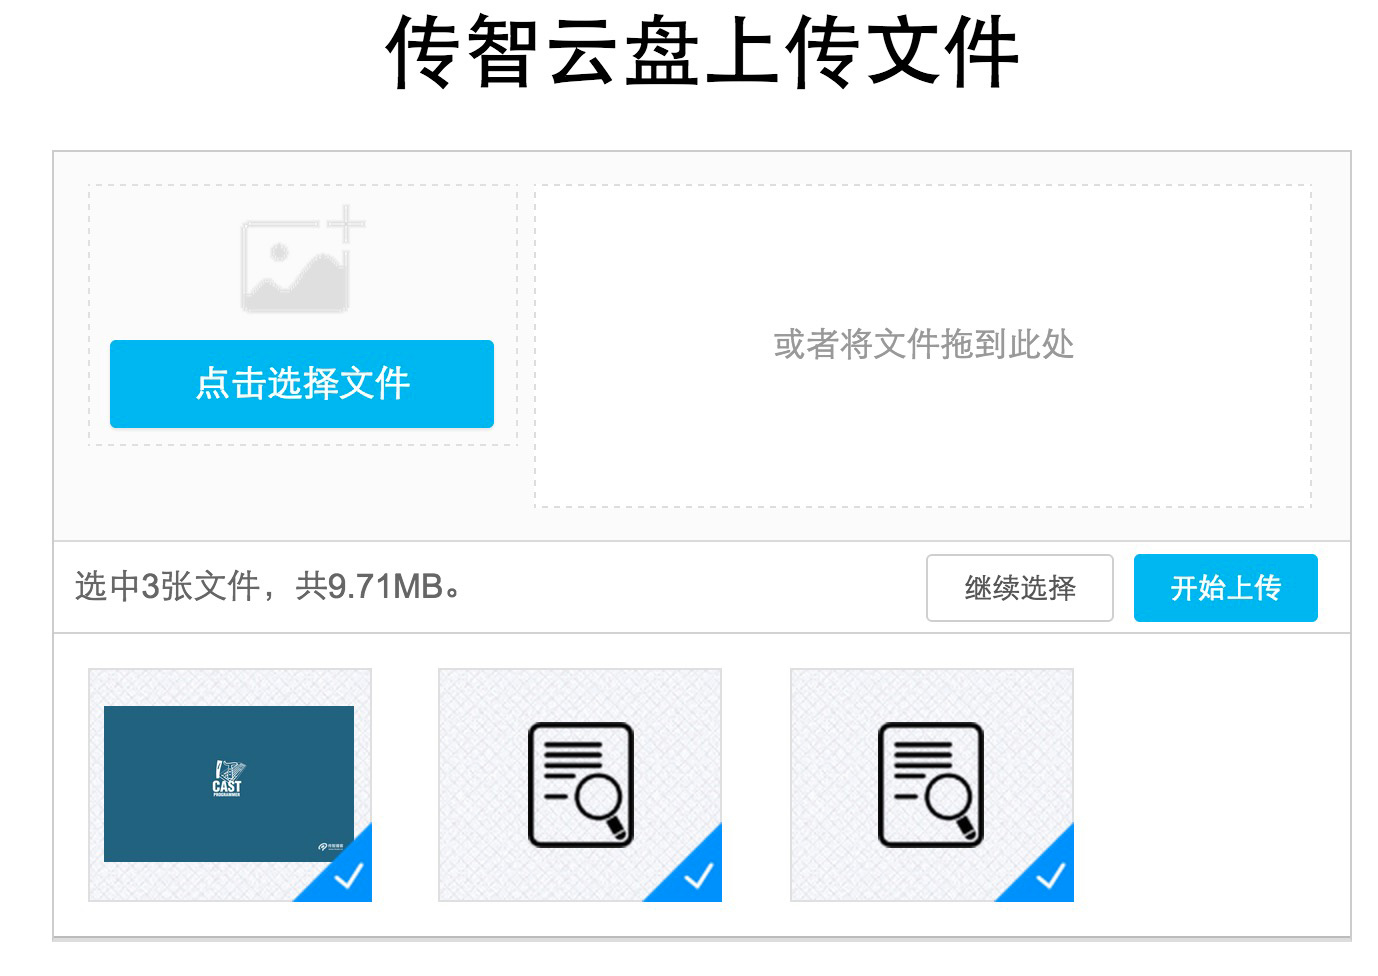 传智云盘上传文件
点击选择文件
或者将文件拖到此处
选中3张文件，共9.71MB。
继续选择
开始上传
CAST
PROGRAMMER